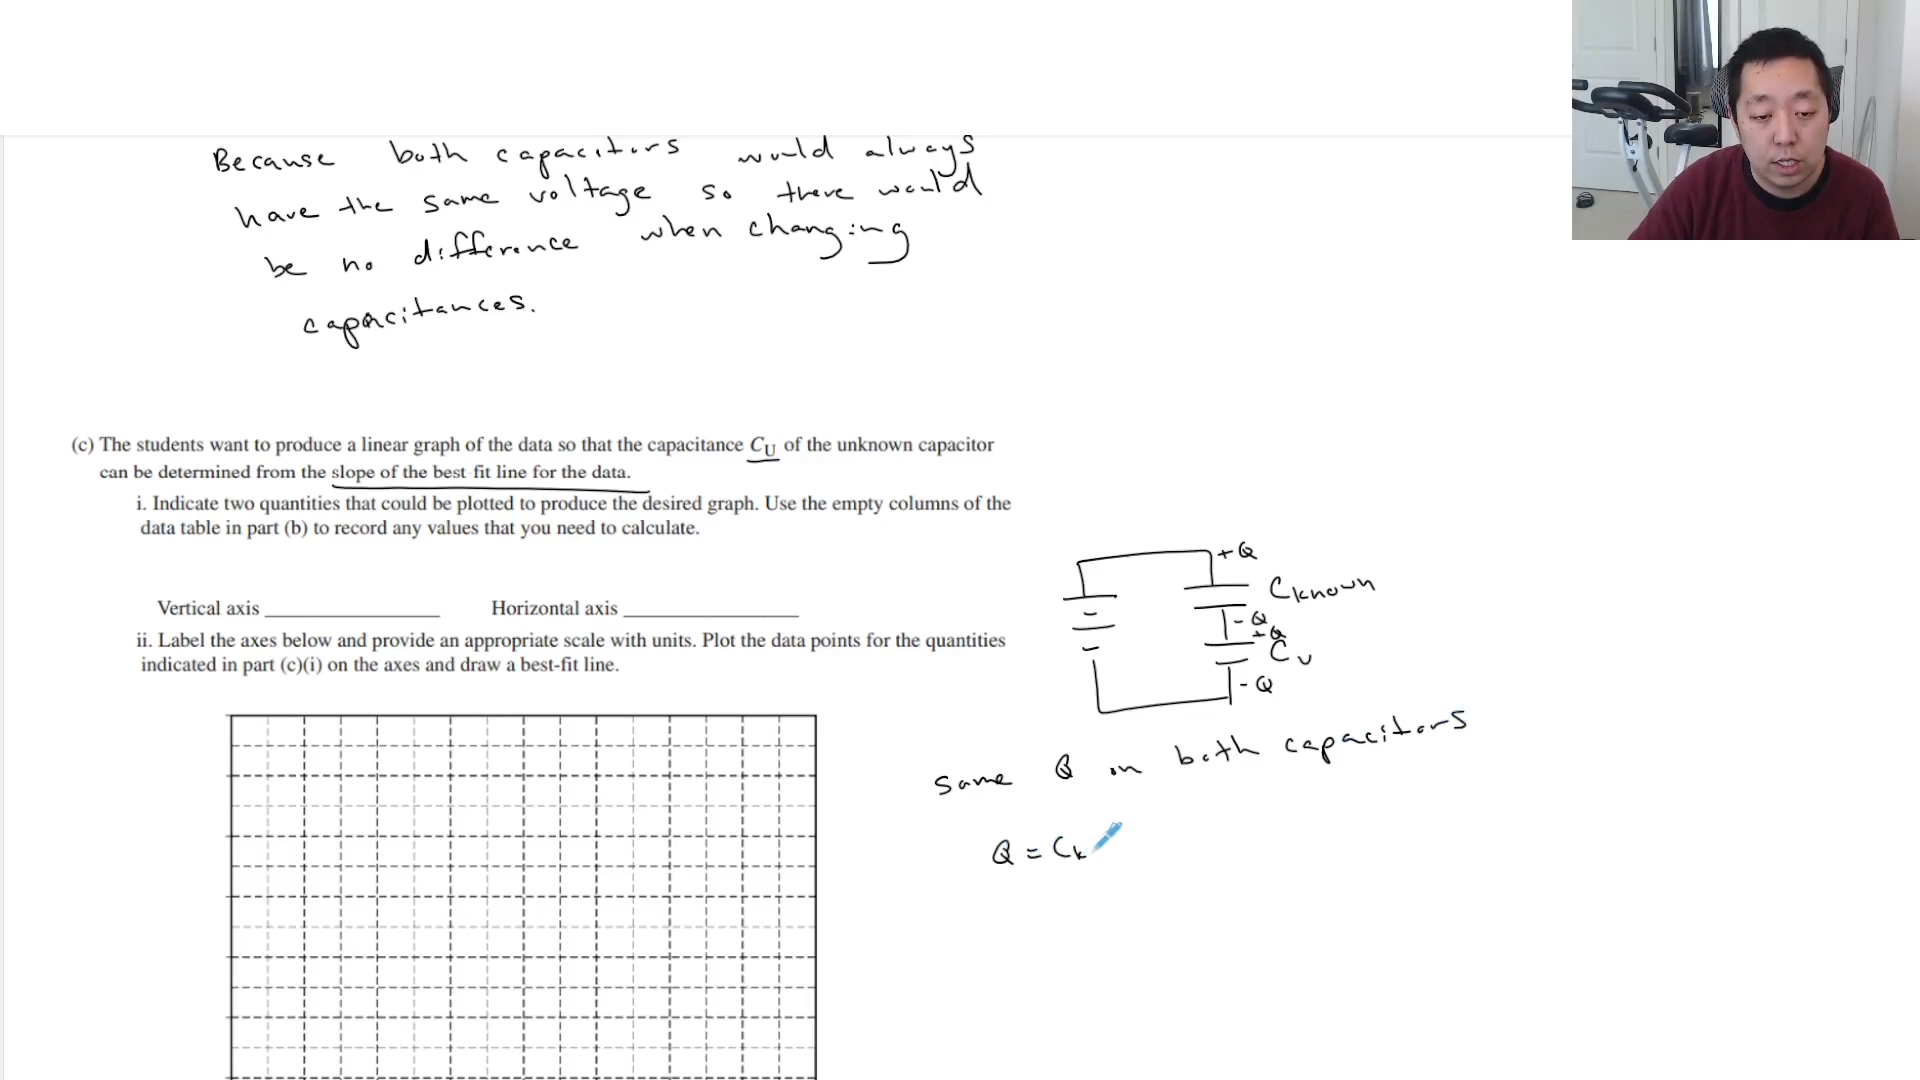 Because both capacitors would always
have the same voltage so there would
be no difference when changing
capacitances.
(c) The students want to produce a linear graph of the data so that the capacitance C_U of the unknown capacitor
can be determined from the slope of the best-fit line for the data.
i. Indicate two quantities that could be plotted to produce the desired graph. Use the empty columns of the
data table in part (b) to record any values that you need to calculate.
Vertical axis ____________ Horizontal axis ____________
ii. Label the axes below and provide an appropriate scale with units. Plot the data points for the quantities
indicated in part (c)(i) on the axes and draw a best-fit line.
+Q
Cknown
-Q
+Q
Cu
-Q
same Q on both capacitors
Q = Ck